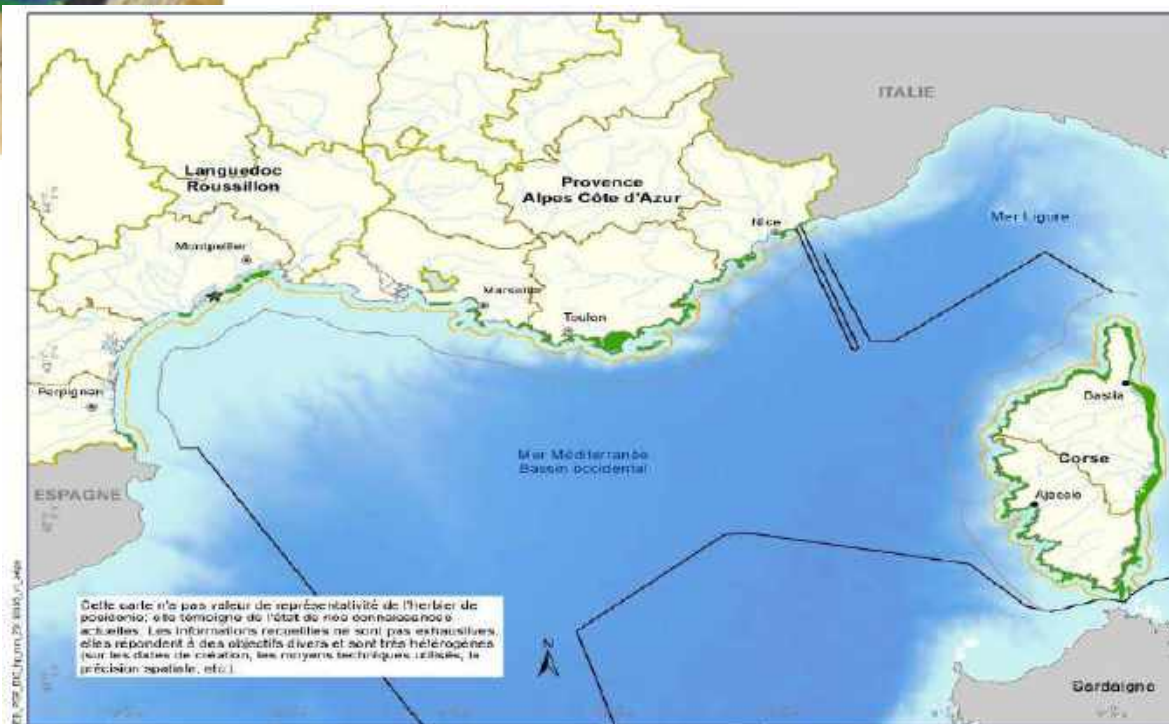 ITALIE
Languedoc
Roussillon
Provence
Alpes Côte d'Azur
Nice
Mer Ligure
Montpellier
Marseille
Toulon
Perpignan
Bastia
Mer Méditerranée
Bassin occidental
Corse
ESPAGNE
Ajaccio
Cette carte n'a pas valeur de représentativité de l'herbier de
posidonie; elle témoigne de l'état de nos connaissances
actuelles. Les informations recueillies ne sont pas exhaustives,
elles répondent à des objectifs divers et sont très hétérogènes
(sur les dates de création, les moyens techniques utilisés, la
précision spatiale, etc.)
N
Sardaigne